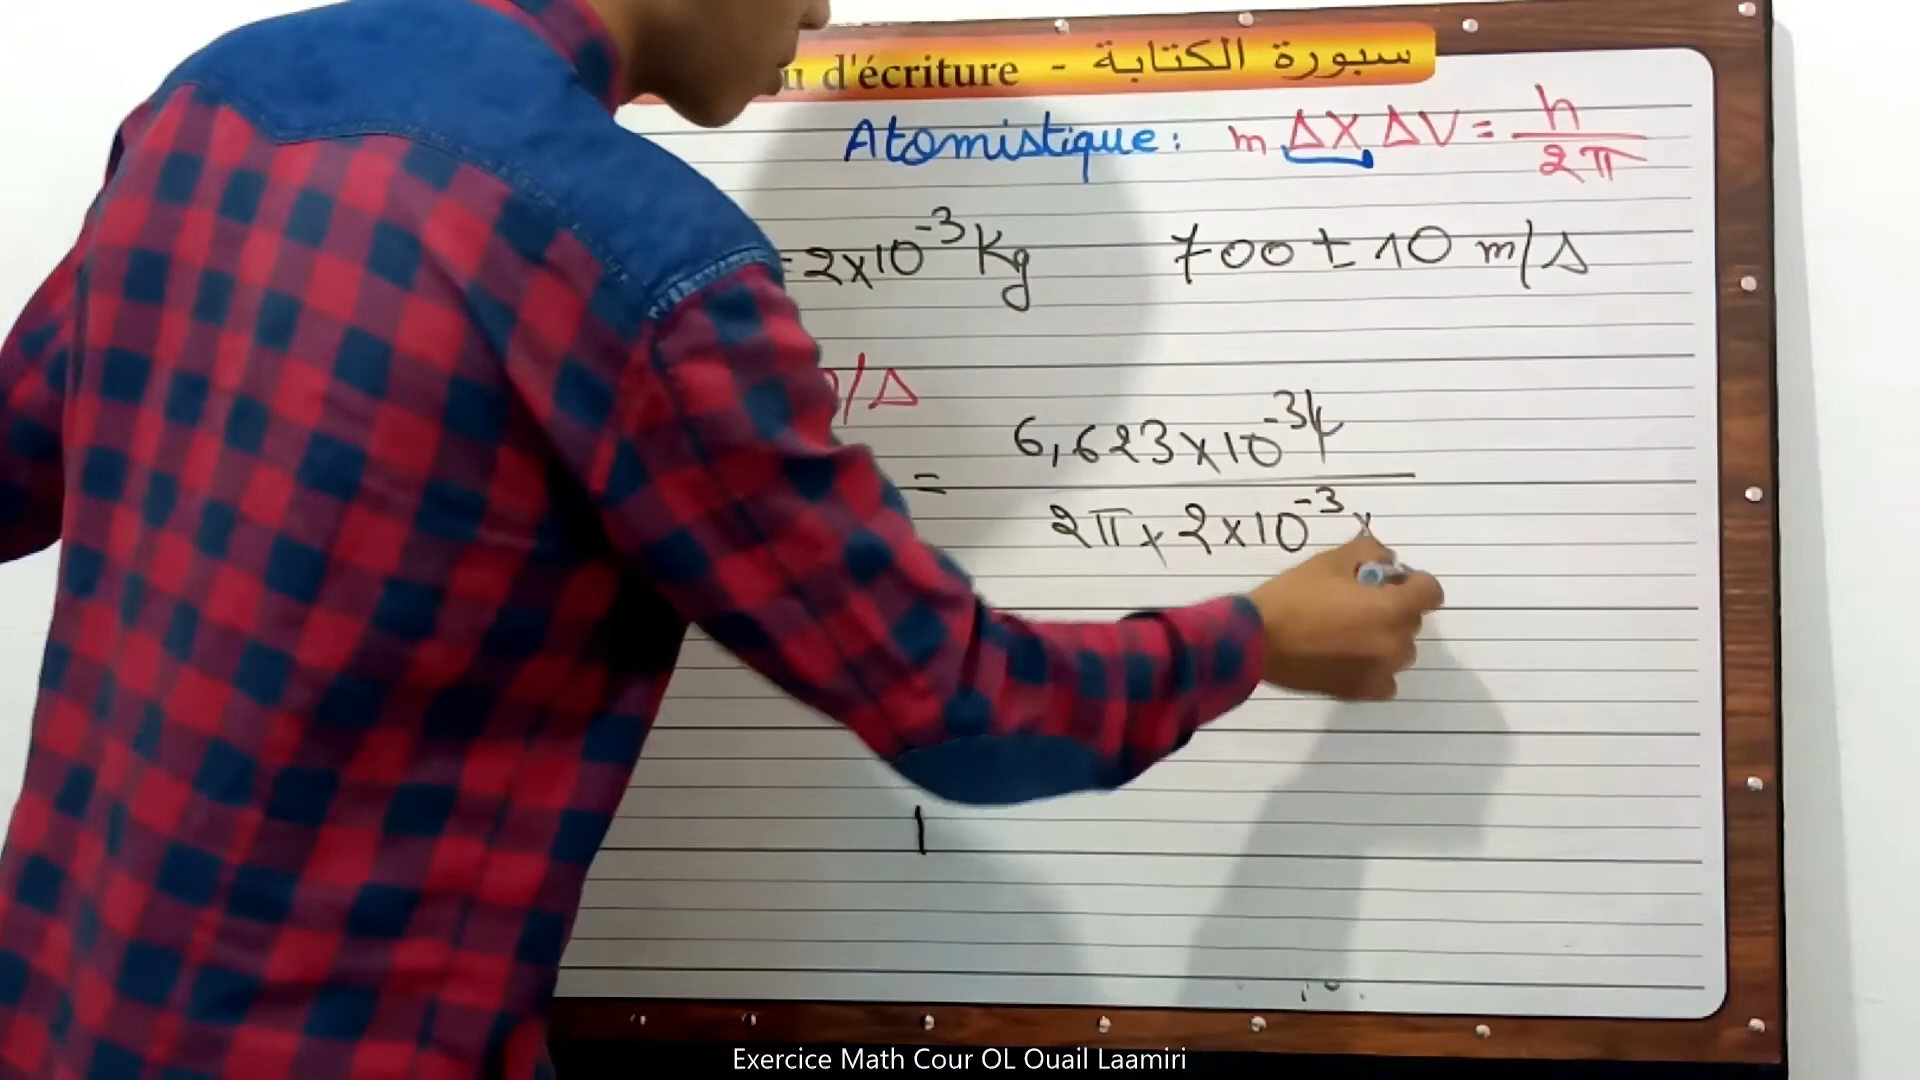 d'écriture - سبورة الكتابة
Atomistique: m ΔX ΔV = h / 2π
= 2x10⁻³ Kg 700 ± 10 m/s
/s
= 6,623x10⁻³⁴ / 2π x 2x10⁻³ x
Exercice Math Cour OL Ouail Laamiri